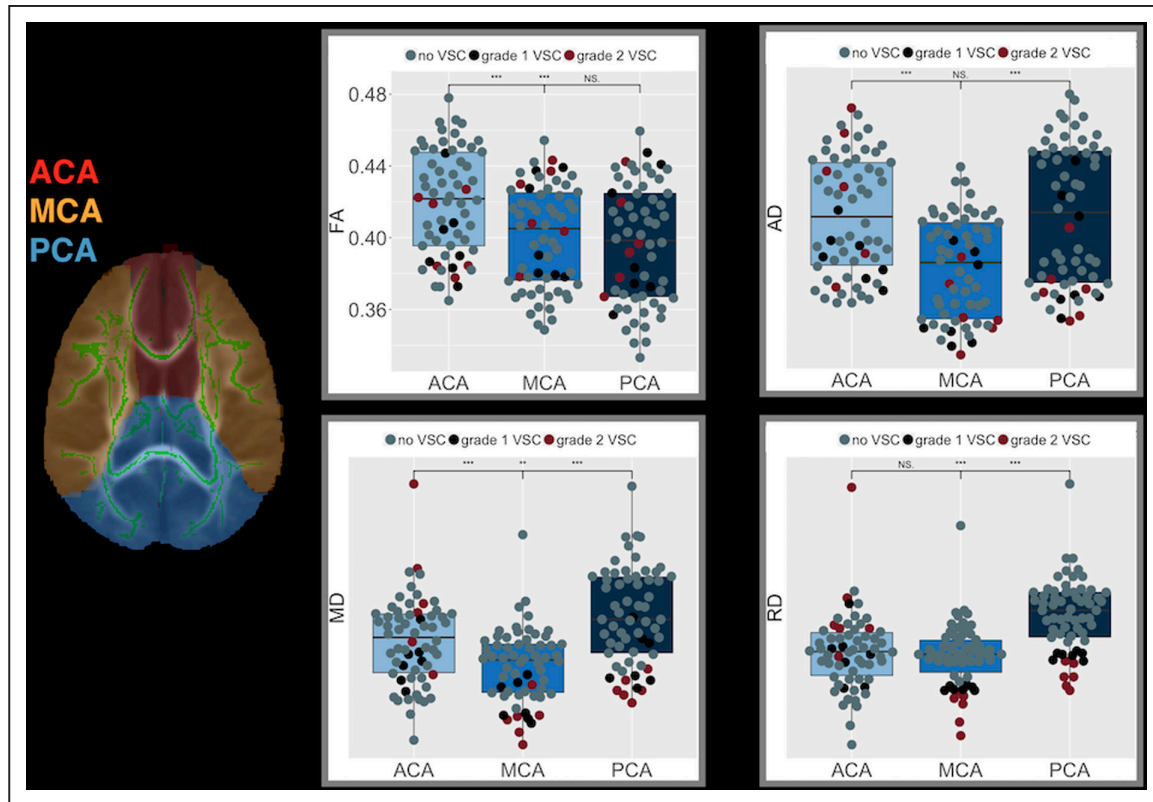 ACA
MCA
PCA
no VSC grade 1 VSC grade 2 VSC
*** *** NS.
0.48
0.44
0.40
0.36
FA
ACA MCA PCA
no VSC grade 1 VSC grade 2 VSC
*** NS. ***
AD
ACA MCA PCA
no VSC grade 1 VSC grade 2 VSC
*** ** ***
MD
ACA MCA PCA
no VSC grade 1 VSC grade 2 VSC
NS. *** ***
RD
ACA MCA PCA